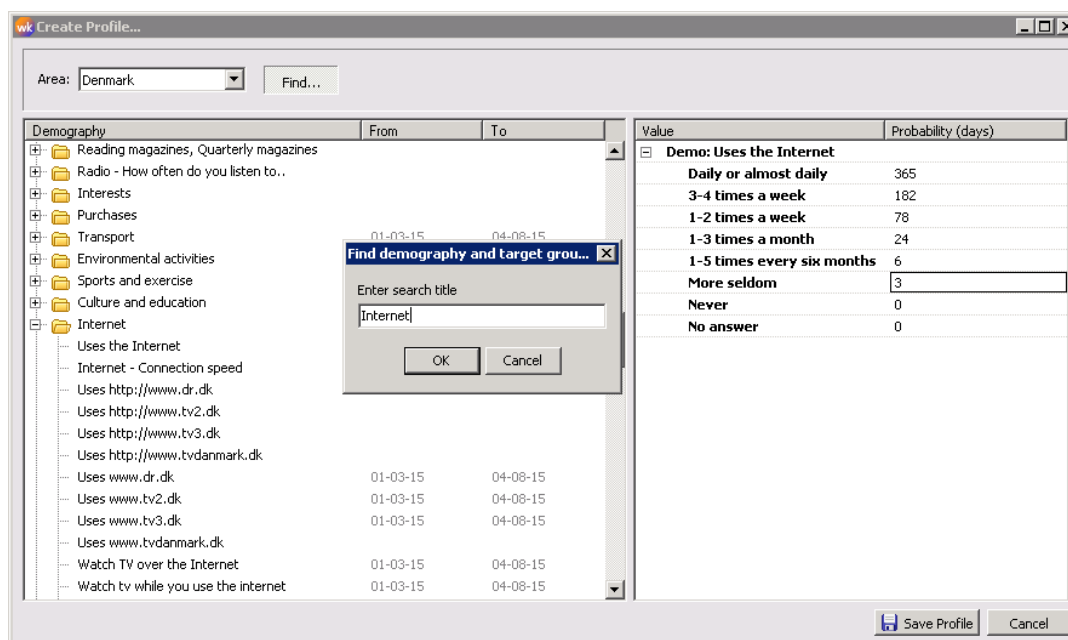 wk Create Profile...
Area: Denmark Find...
Demography From To
Reading magazines, Quarterly magazines
Radio - How often do you listen to..
Interests
Purchases
Transport 01-03-15 04-08-15
Environmental activities
Sports and exercise
Culture and education
Internet
Uses the Internet
Internet - Connection speed
Uses http://www.dr.dk
Uses http://www.tv2.dk
Uses http://www.tv3.dk
Uses http://www.tvdanmark.dk
Uses www.dr.dk 01-03-15 04-08-15
Uses www.tv2.dk 01-03-15 04-08-15
Uses www.tv3.dk 01-03-15 04-08-15
Uses www.tvdanmark.dk
Watch TV over the Internet 01-03-15 04-08-15
Watch tv while you use the internet 01-03-15 04-08-15
Find demography and target grou...
Enter search title
Internet
OK Cancel
Value Probability (days)
Demo: Uses the Internet
Daily or almost daily 365
3-4 times a week 182
1-2 times a week 78
1-3 times a month 24
1-5 times every six months 6
More seldom 3
Never 0
No answer 0
Save Profile Cancel